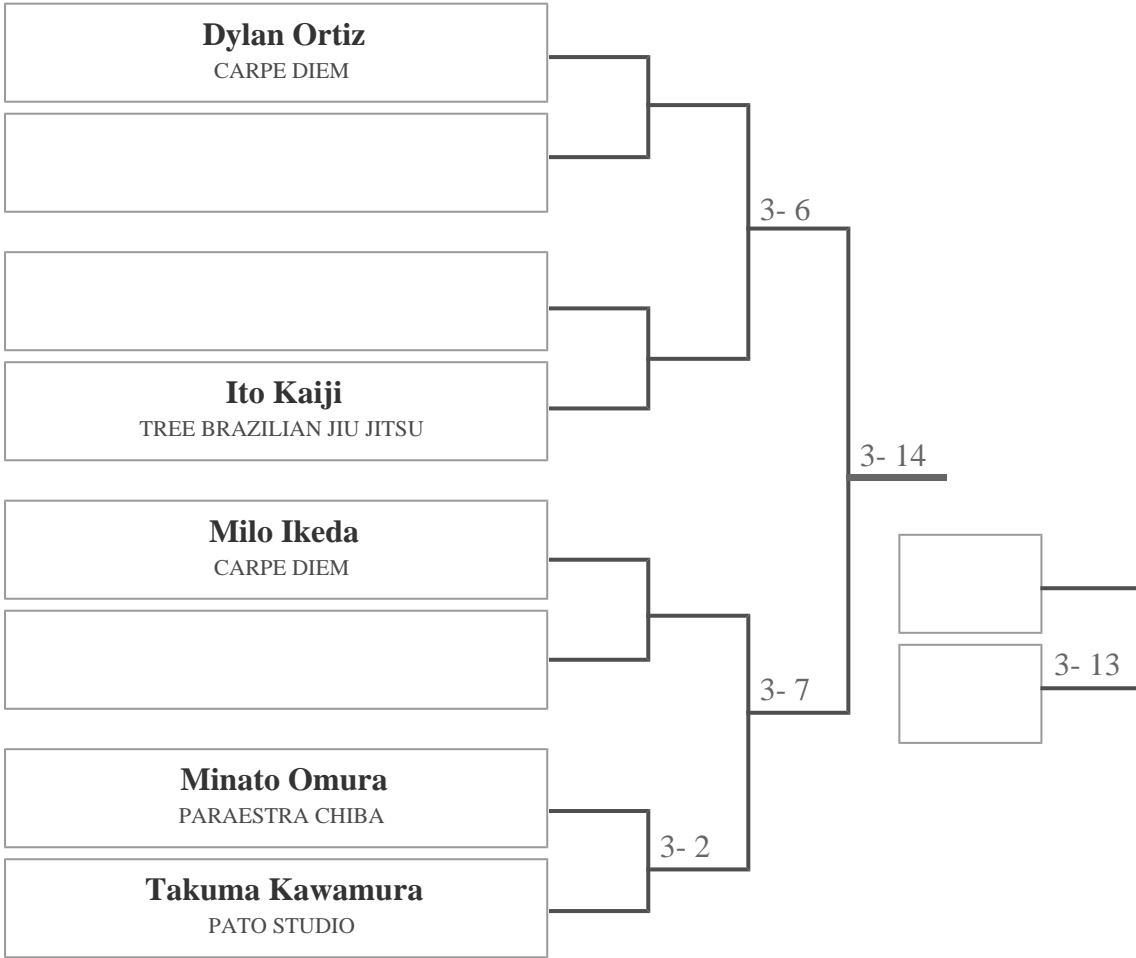 Dylan Ortiz
CARPE DIEM
3- 6
Ito Kaiji
TREE BRAZILIAN JIU JITSU
3- 14
Milo Ikeda
CARPE DIEM
3- 13
3- 7
Minato Omura
PARAESTRA CHIBA
3- 2
Takuma Kawamura
PATO STUDIO